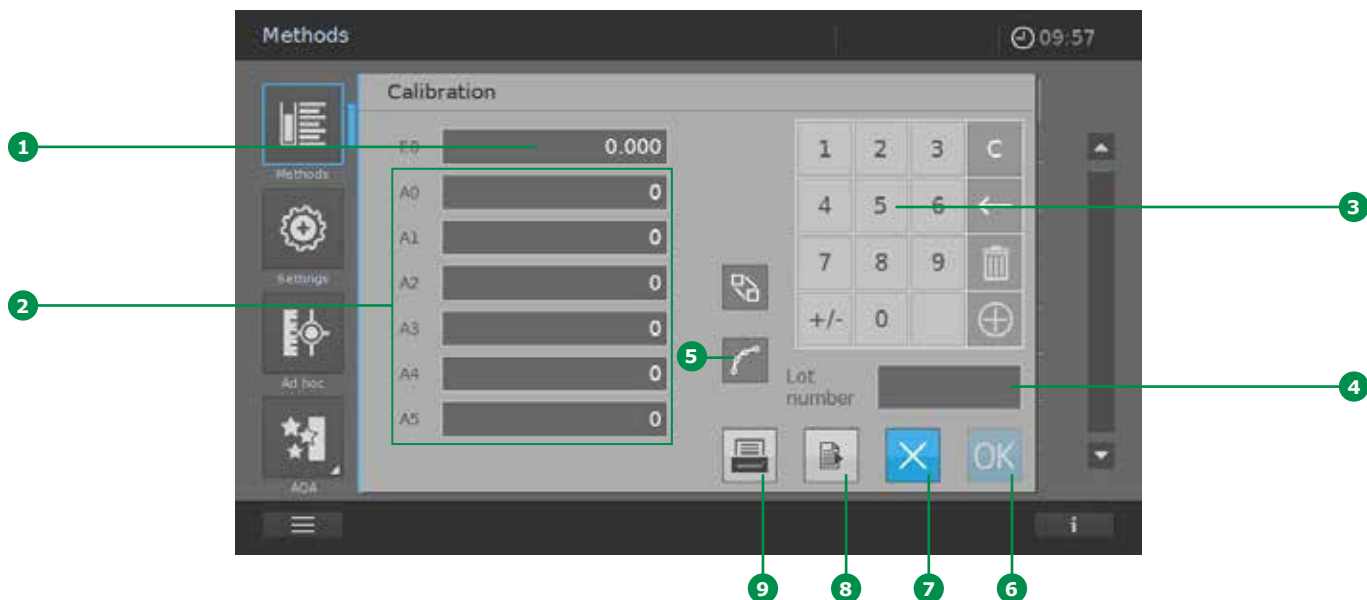 Methods
09:57
Calibration
1
E0 0.000
Methods
2
A0 0
A1 0
A2 0
A3 0
A4 0
A5 0
Settings
Ad hoc
AQA
1 2 3 C
4 5 6 ←
7 8 9
+/- 0
3
5
Lot
number
4
OK
i
9 8 7 6